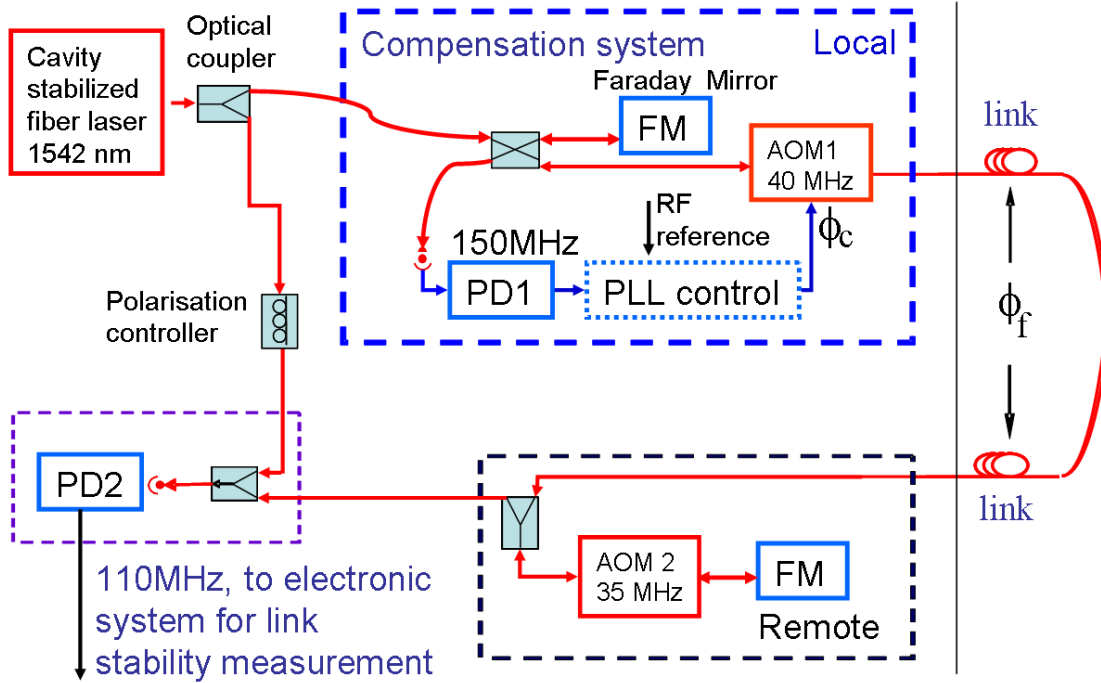 Cavity
stabilized
fiber laser
1542 nm
Optical
coupler
Compensation system
Local
Faraday Mirror
FM
AOM1
40 MHz
link
RF
reference
ϕc
150MHz
PD1
PLL control
Polarisation
controller
ϕf
PD2
link
AOM 2
35 MHz
FM
Remote
110MHz, to electronic
system for link
stability measurement